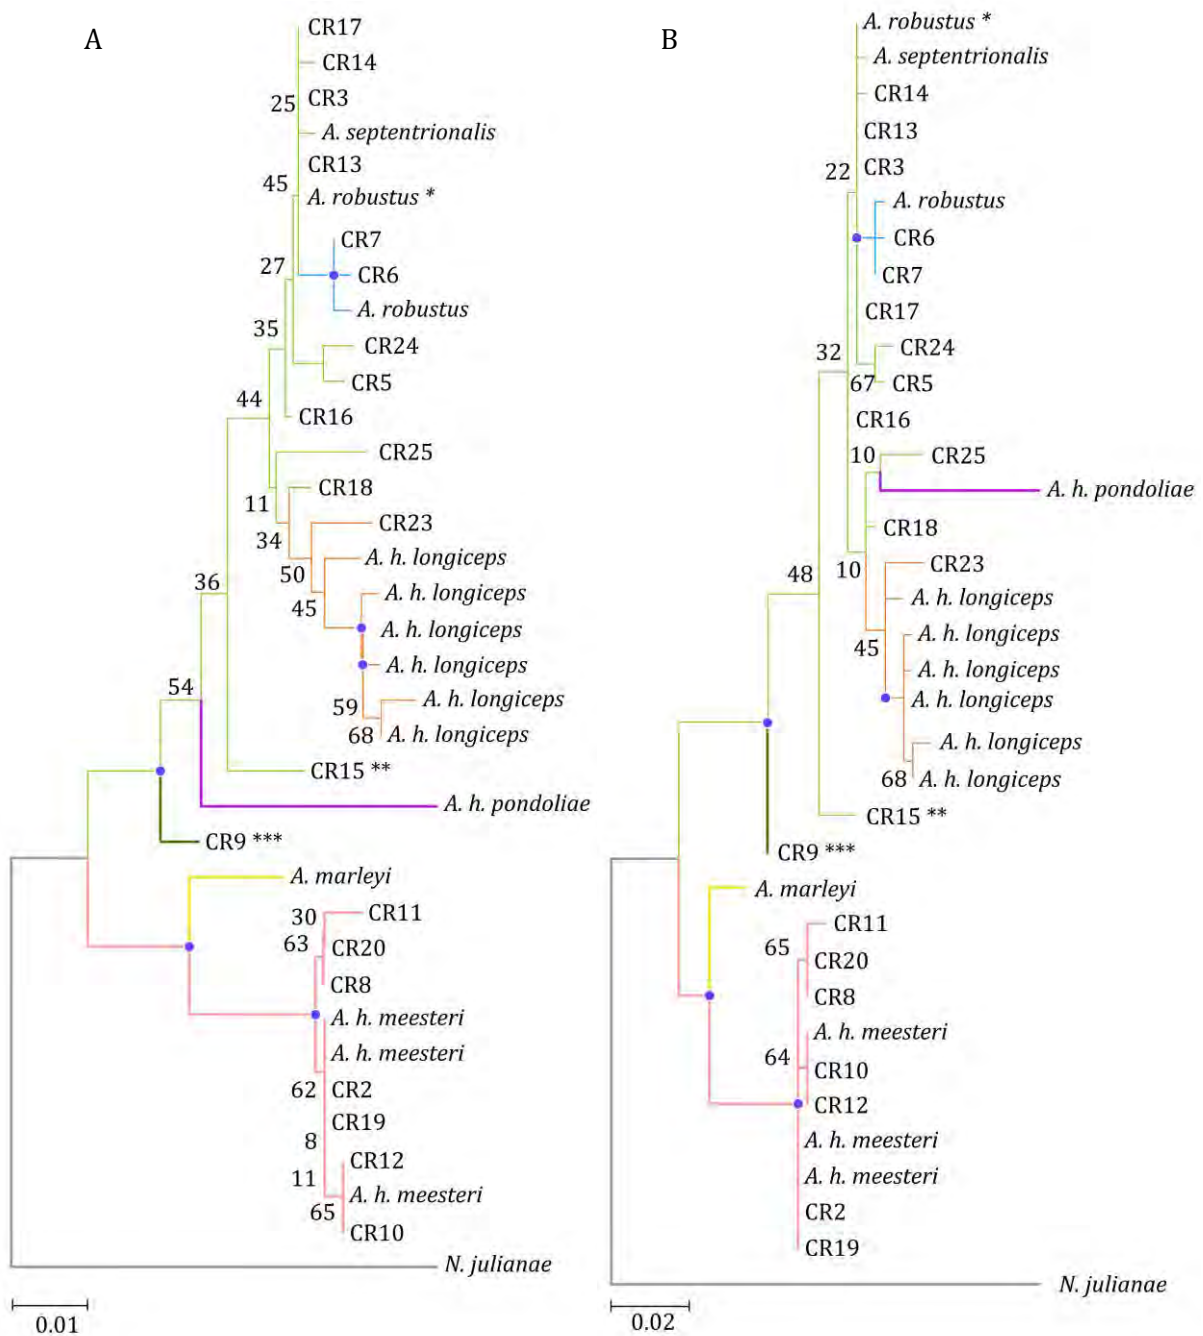 A
CR17
CR14
25
CR3
A. septentrionalis
CR13
45
A. robustus *
CR7
27
CR6
A. robustus
35
CR24
CR5
44
CR16
CR25
CR18
11
CR23
34
A. h. longiceps
50
36
A. h. longiceps
45
A. h. longiceps
A. h. longiceps
54
A. h. longiceps
59
68
A. h. longiceps
CR15 **
A. h. pondoliae
CR9 ***
A. marleyi
30
CR11
63
CR20
CR8
A. h. meesteri
A. h. meesteri
62
CR2
CR19
8
CR12
11
A. h. meesteri
65
CR10
N. julianae
0.01
B
A. robustus *
A. septentrionalis
CR14
CR13
22
CR3
A. robustus
CR6
CR7
CR17
32
CR24
67
CR5
CR16
10
CR25
A. h. pondoliae
CR18
10
CR23
48
A. h. longiceps
A. h. longiceps
45
A. h. longiceps
A. h. longiceps
A. h. longiceps
68
A. h. longiceps
CR15 **
CR9 ***
A. marleyi
CR11
65
CR20
CR8
A. h. meesteri
64
CR10
CR12
A. h. meesteri
A. h. meesteri
CR2
CR19
N. julianae
0.02